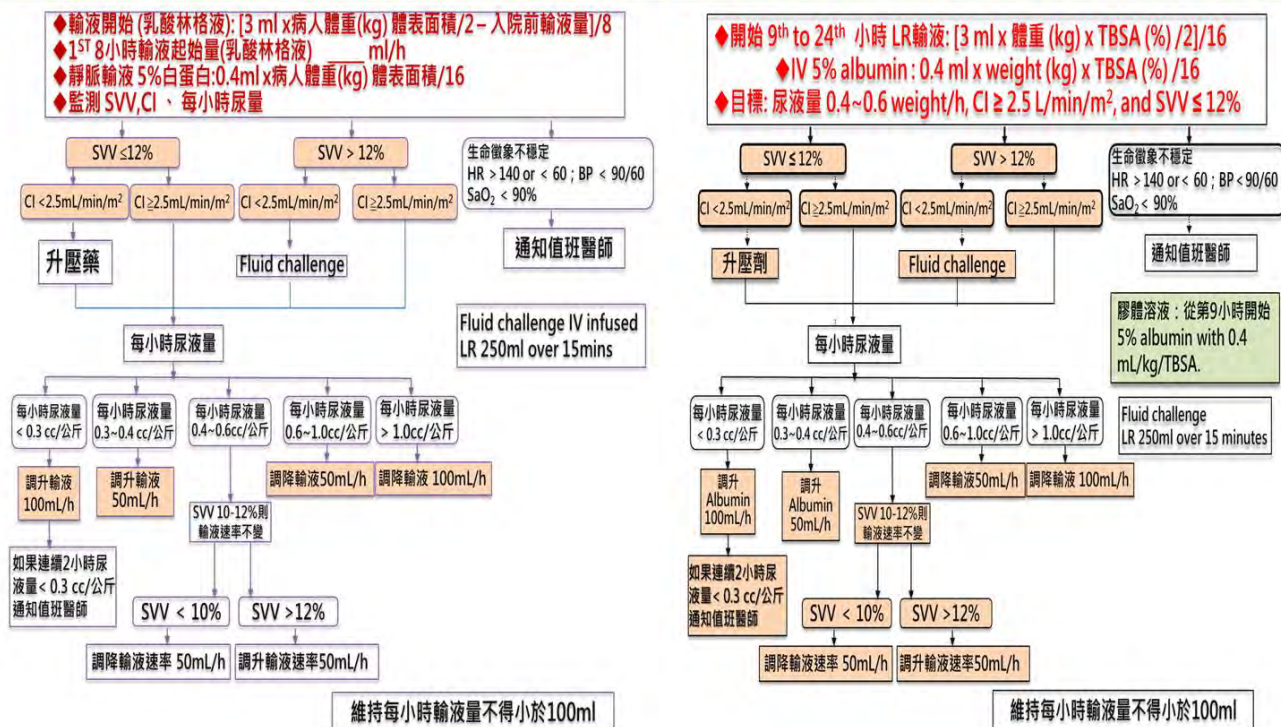 ◆輸液開始 (乳酸林格液): [3 ml x病人體重(kg) 體表面積/2 – 入院前輸液量]/8
◆1ST 8小時輸液起始量(乳酸林格液) ____ ml/h
◆靜脈輸液 5%白蛋白:0.4ml x病人體重(kg) 體表面積/16
◆監測 SVV,CI 、 每小時尿量
SVV ≤12%
SVV > 12%
生命徵象不穩定
HR >140 or < 60 ; BP < 90/60
SaO2 < 90%
CI <2.5mL/min/m2
CI ≥2.5mL/min/m2
CI <2.5mL/min/m2
CI ≥2.5mL/min/m2
升壓藥
Fluid challenge
通知值班醫師
Fluid challenge IV infused
LR 250ml over 15mins
每小時尿液量
每小時尿液量
< 0.3 cc/公斤
每小時尿液量
0.3~0.4 cc/公斤
每小時尿液量
0.4~0.6cc/公斤
每小時尿液量
0.6~1.0cc/公斤
每小時尿液量
> 1.0cc/公斤
調升輸液
100mL/h
調升輸液
50mL/h
調降輸液50mL/h
調降輸液 100mL/h
SVV 10-12%則
輸液速率不變
如果連續2小時尿
液量< 0.3 cc/公斤
通知值班醫師
SVV < 10%
SVV >12%
調降輸液速率 50mL/h
調升輸液速率50mL/h
維持每小時輸液量不得小於100ml
◆開始 9th to 24th 小時 LR輸液: [3 ml x 體重 (kg) x TBSA (%) /2]/16
◆IV 5% albumin : 0.4 ml x weight (kg) x TBSA (%) /16
◆目標: 尿液量 0.4~0.6 weight/h, CI ≥ 2.5 L/min/m2, and SVV ≤ 12%
SVV ≤ 12%
SVV > 12%
生命徵象不穩定
HR >140 or < 60 ; BP < 90/60
SaO2 < 90%
CI <2.5mL/min/m2
CI ≥2.5mL/min/m2
CI <2.5mL/min/m2
CI ≥2.5mL/min/m2
升壓劑
Fluid challenge
通知值班醫師
膠體溶液：從第9小時開始
5% albumin with 0.4
mL/kg/TBSA.
每小時尿液量
Fluid challenge
LR 250ml over 15 minutes
每小時尿液量
< 0.3 cc/公斤
每小時尿液量
0.3~0.4 cc/公斤
每小時尿液量
0.4~0.6cc/公斤
每小時尿液量
0.6~1.0cc/公斤
每小時尿液量
> 1.0cc/公斤
調升
Albumin
100mL/h
調升
Albumin
50mL/h
調降輸液50mL/h
調降輸液 100mL/h
SVV 10-12%則
輸液速率不變
如果連續2小時尿
液量< 0.3 cc/公斤
通知值班醫師
SVV < 10%
SVV >12%
調降輸液速率 50mL/h
調升輸液速率50mL/h
維持每小時輸液量不得小於100ml